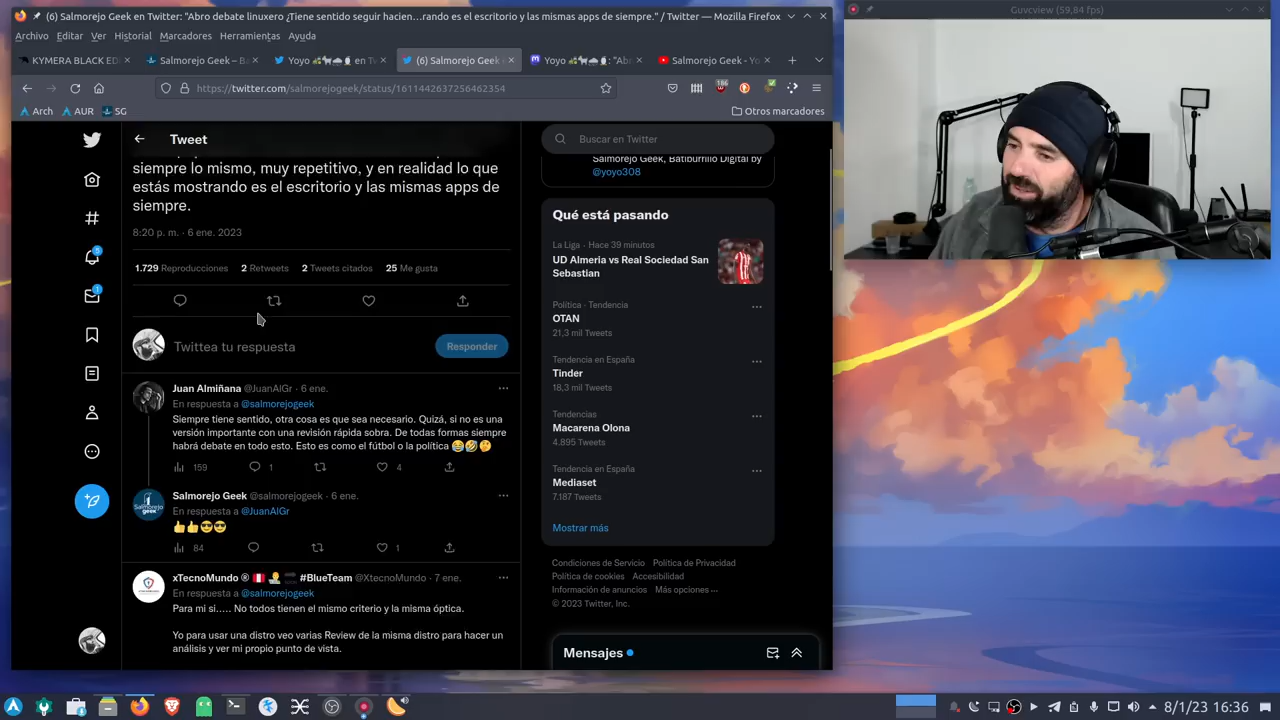 (6) Salmorejo Geek en Twitter: "Abro debate linuxero ¿Tiene sentido seguir hacien…rando es el escritorio y las mismas apps de siempre." / Twitter — Mozilla Firefox
Guvcview (59,84 fps)
Archivo Editar Ver Historial Marcadores Herramientas Ayuda
KYMERA BLACK EDI
Salmorejo Geek – Ba
Yoyo en Tw
(6) Salmorejo Geek
Yoyo : "Abr
Salmorejo Geek - Yo
https://twitter.com/salmorejogeek/status/1611442637256462354
186
Arch AUR SG
Otros marcadores
Tweet
Buscar en Twitter
siempre lo mismo, muy repetitivo, y en realidad lo que
estás mostrando es el escritorio y las mismas apps de
siempre.
8:20 p. m. · 6 ene. 2023
1.729 Reproducciones 2 Retweets 2 Tweets citados 25 Me gusta
Twittea tu respuesta
Responder
Juan Almiñana @JuanAlGr · 6 ene.
En respuesta a @salmorejogeek
Siempre tiene sentido, otra cosa es que sea necesario. Quizá, si no es una
versión importante con una revisión rápida sobra. De todas formas siempre
habrá debate en todo esto. Esto es como el fútbol o la política 😂🤣🤔
159 1 4
Salmorejo Geek @salmorejogeek · 6 ene.
En respuesta a @JuanAlGr
👍👍😎😎
84 1
xTecnoMundo ® 🇵🇪 #BlueTeam @XtecnoMundo · 7 ene.
En respuesta a @salmorejogeek
Para mi si..... No todos tienen el mismo criterio y la misma óptica.
Yo para usar una distro veo varias Review de la misma distro para hacer un
análisis y ver mi propio punto de vista.
Salmorejo Geek, Batiburrillo Digital by
@yoyo308
Qué está pasando
La Liga · Hace 39 minutos
UD Almeria vs Real Sociedad San
Sebastian
Política · Tendencia
OTAN
21,3 mil Tweets
Tendencia en España
Tinder
18,3 mil Tweets
Tendencias
Macarena Olona
4.895 Tweets
Tendencia en España
Mediaset
7.187 Tweets
Mostrar más
Condiciones de Servicio Política de Privacidad
Política de cookies Accesibilidad
Información de anuncios Más opciones ···
© 2023 Twitter, Inc.
Mensajes
5
1
Salmorejo
geek
8/1/23 16:36